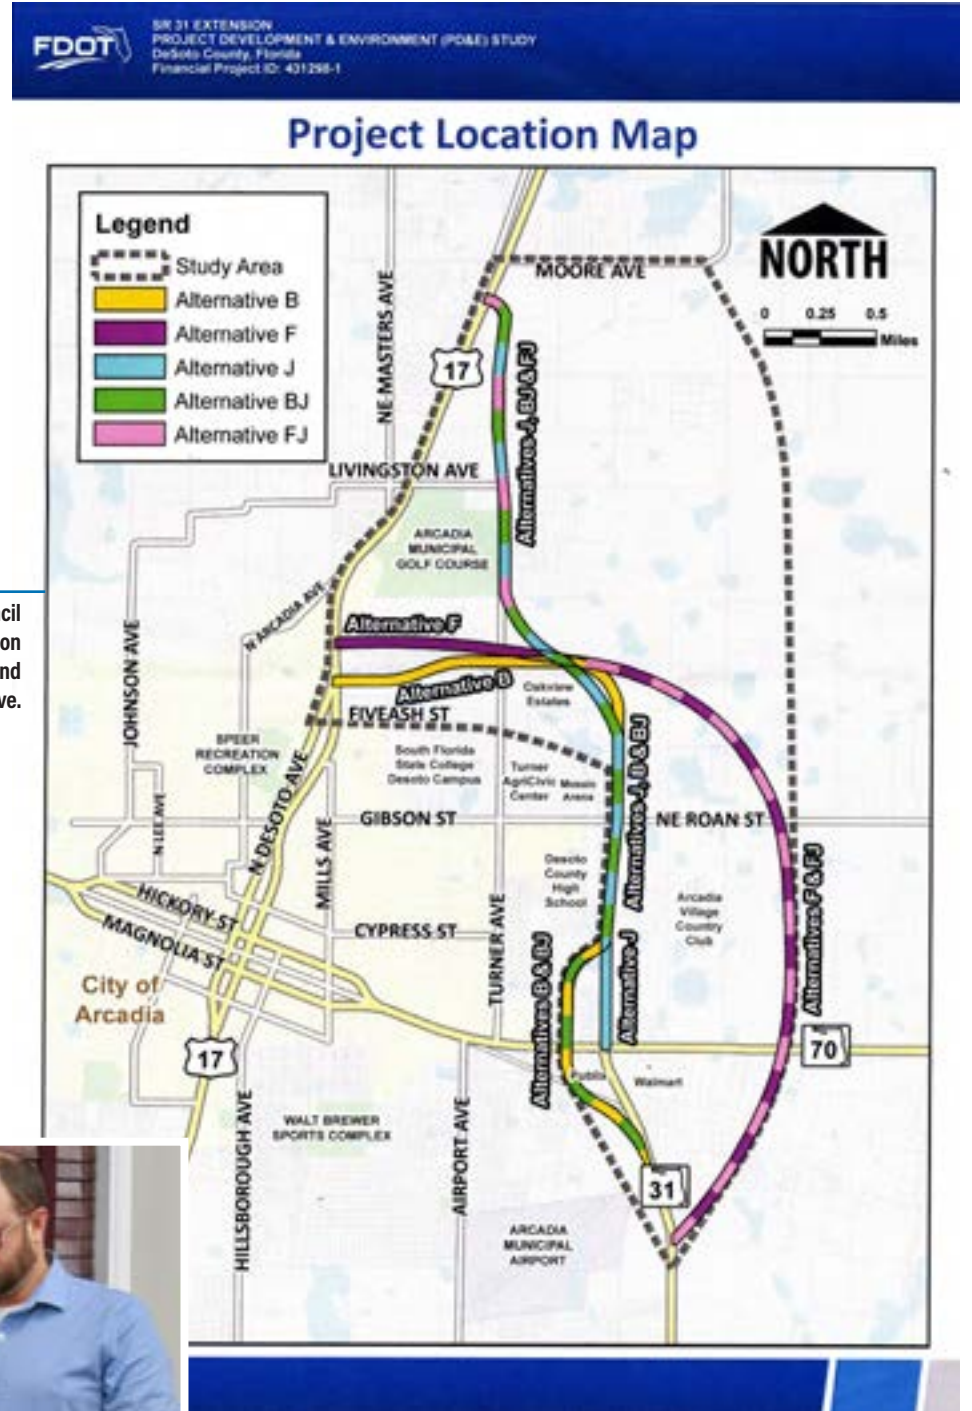 FDOT
SR 31 EXTENSION
PROJECT DEVELOPMENT & ENVIRONMENT (PD&E) STUDY
DeSoto County, Florida
Financial Project ID: 431298-1
Project Location Map
Legend
Study Area
Alternative B
Alternative F
Alternative J
Alternative BJ
Alternative FJ
NORTH
0 0.25 0.5
Miles
MOORE AVE
NE MASTERS AVE
17
Alternatives J, BJ & FJ
LIVINGSTON AVE
ARCADIA
MUNICIPAL
GOLF COURSE
N ARCADIA AVE
cil
on
nd
ve.
JOHNSON AVE
Alternative F
Alternative B
Oakview
Estates
FIVEASH ST
SPEER
RECREATION
COMPLEX
South Florida
State College
Desoto Campus
Turner
AgriCivic
Center
Mosaic
Arena
Alternatives J, B & BJ
N LEE AVE
N DESOTO AVE
MILLS AVE
GIBSON ST
NE ROAN ST
Desoto
County
High
School
Arcadia
Village
Country
Club
Alternatives F & FJ
HICKORY ST
MAGNOLIA ST
CYPRESS ST
TURNER AVE
Alternatives B & BJ
Alternative J
City of
Arcadia
17
70
Publix
Walmart
HILLSBOROUGH AVE
WALT BREWER
SPORTS COMPLEX
AIRPORT AVE
31
ARCADIA
MUNICIPAL
AIRPORT